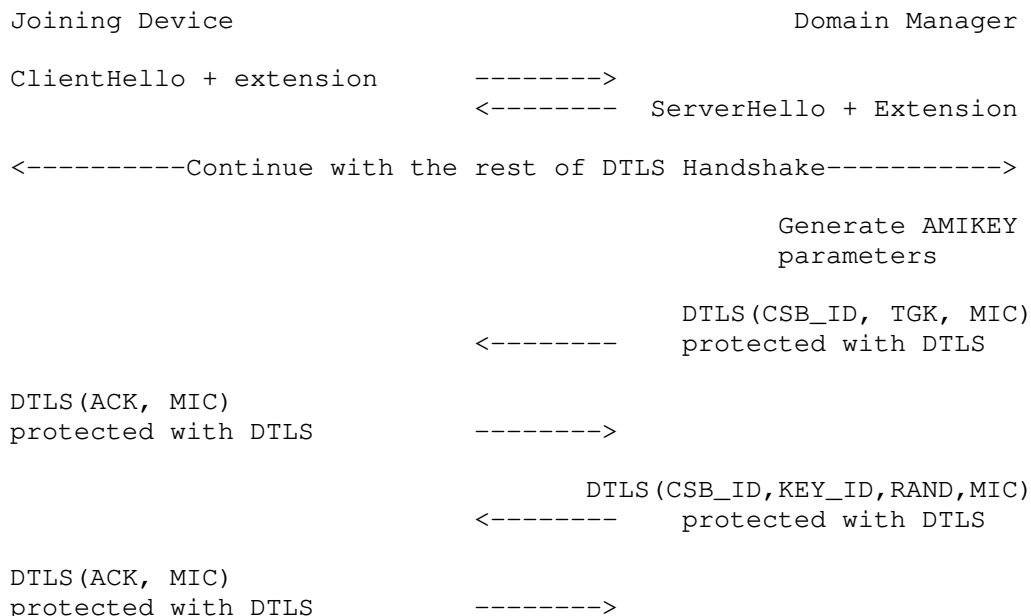 Joining Device                                    Domain Manager
ClientHello + extension      -------->
                             <--------  ServerHello + Extension
<----------Continue with the rest of DTLS Handshake----------->
                                                Generate AMIKEY
                                                parameters
                                          DTLS(CSB_ID, TGK, MIC)
                             <--------    protected with DTLS
DTLS(ACK, MIC)
protected with DTLS          -------->
                                    DTLS(CSB_ID,KEY_ID,RAND,MIC)
                             <--------    protected with DTLS
DTLS(ACK, MIC)
protected with DTLS          -------->